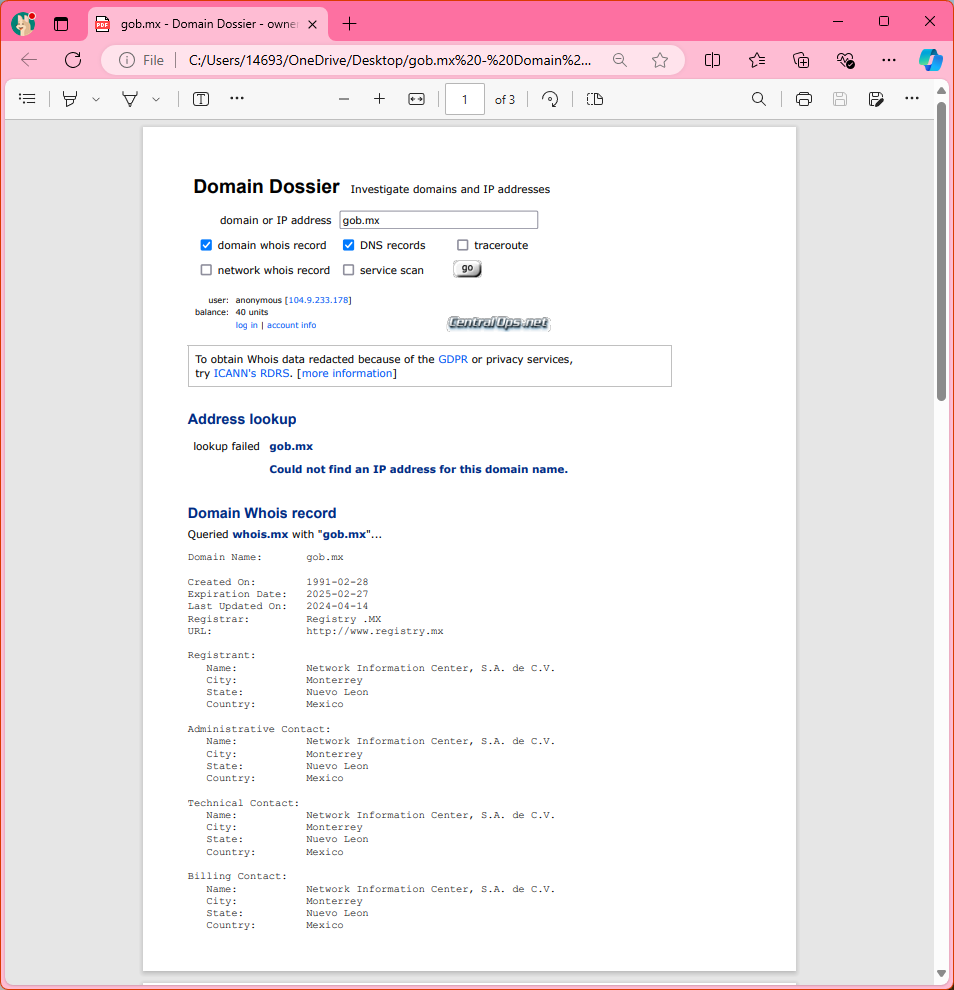 gob.mx - Domain Dossier - owne
File C:/Users/14693/OneDrive/Desktop/gob.mx%20-%20Domain%2...
1 of 3
Domain Dossier Investigate domains and IP addresses
domain or IP address gob.mx
domain whois record DNS records traceroute
network whois record service scan go
user: anonymous [104.9.233.178]
balance: 40 units
log in | account info
CentralOps.net
To obtain Whois data redacted because of the GDPR or privacy services,
try ICANN's RDRS. [more information]
Address lookup
lookup failed gob.mx
Could not find an IP address for this domain name.
Domain Whois record
Queried whois.mx with "gob.mx"...
Domain Name: gob.mx
Created On: 1991-02-28
Expiration Date: 2025-02-27
Last Updated On: 2024-04-14
Registrar: Registry .MX
URL: http://www.registry.mx
Registrant:
Name: Network Information Center, S.A. de C.V.
City: Monterrey
State: Nuevo Leon
Country: Mexico
Administrative Contact:
Name: Network Information Center, S.A. de C.V.
City: Monterrey
State: Nuevo Leon
Country: Mexico
Technical Contact:
Name: Network Information Center, S.A. de C.V.
City: Monterrey
State: Nuevo Leon
Country: Mexico
Billing Contact:
Name: Network Information Center, S.A. de C.V.
City: Monterrey
State: Nuevo Leon
Country: Mexico